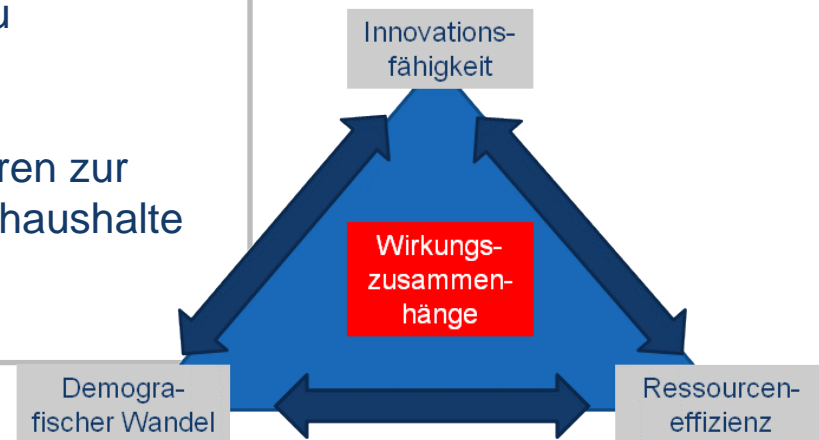 ren zur
haushalte
Innovations-
fähigkeit
Wirkungs-
zusammen-
hänge
Demogra-
fischer Wandel
Ressourcen-
effizienz